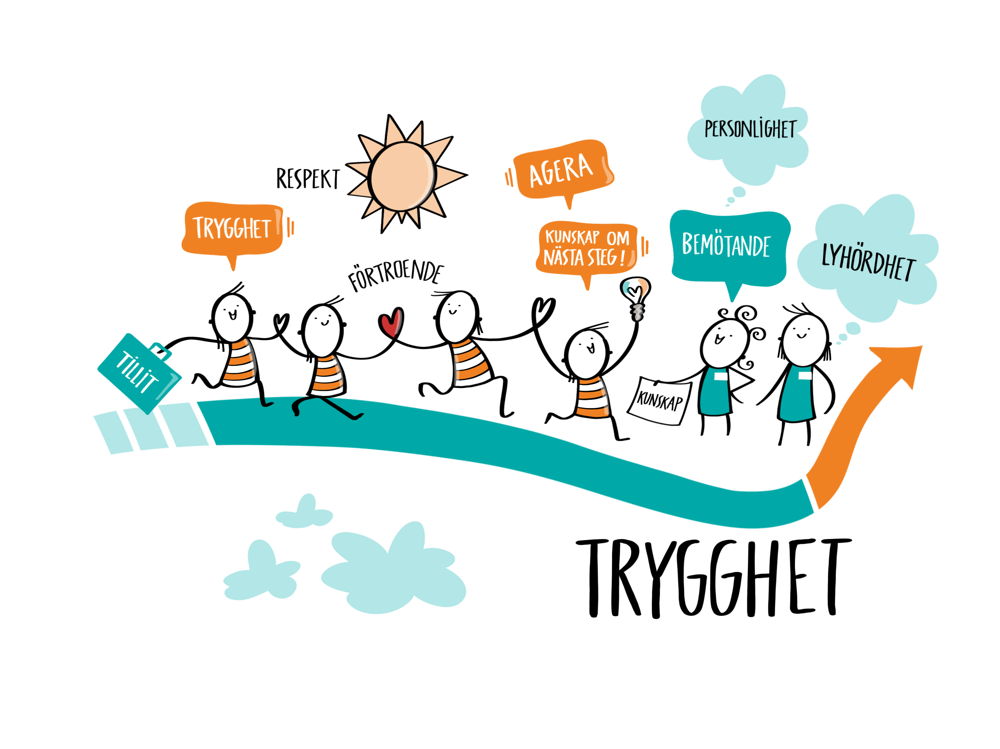 PERSONLIGHET
RESPEKT
AGERA
TRYGGHET
KUNSKAP OM
NÄSTA STEG!
BEMÖTANDE
LYHÖRDHET
FÖRTROENDE
TILLIT
KUNSKAP
TRYGGHET